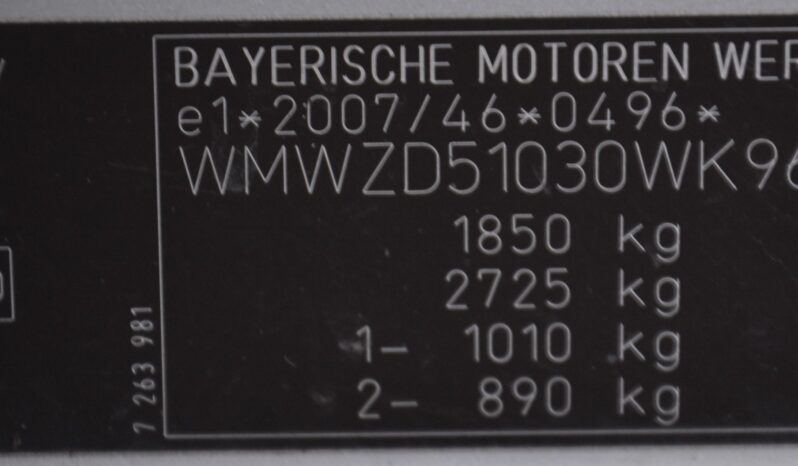 BAYERISCHE MOTOREN WER
e1*2007/46*0496*
WMWZD51030WK96
1850 kg
2725 kg
1- 1010 kg
2- 890 kg
7 263 981